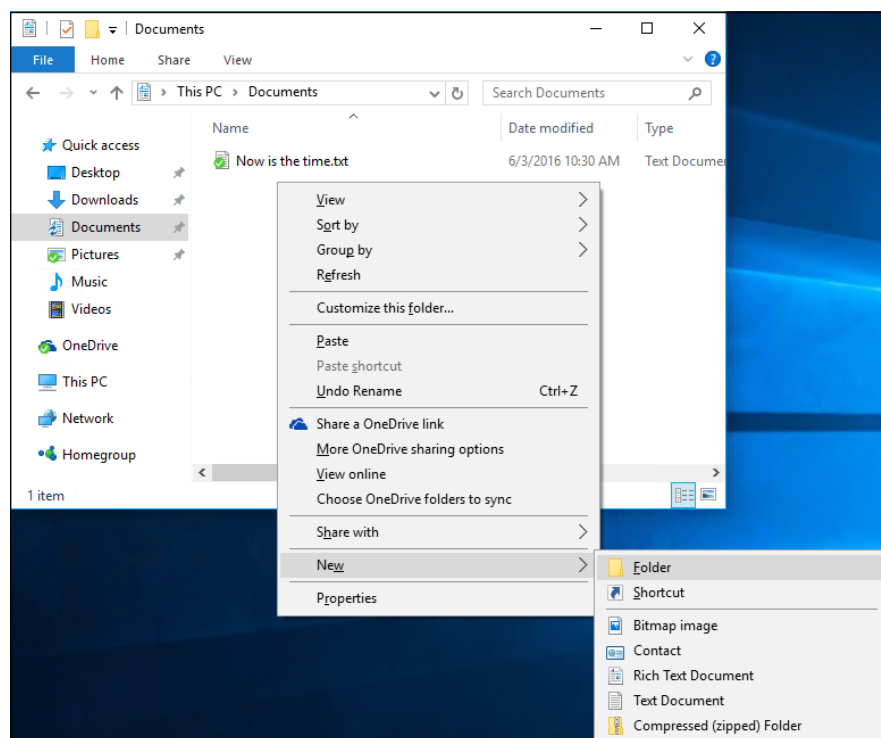 Documents
File Home Share View
This PC > Documents Search Documents
Name Date modified Type
Quick access
Now is the time.txt 6/3/2016 10:30 AM Text Docume
Desktop
Downloads
Documents
Pictures
Music
Videos
OneDrive
This PC
Network
Homegroup
1 item
View
Sort by
Group by
Refresh
Customize this folder...
Paste
Paste shortcut
Undo Rename Ctrl+Z
Share a OneDrive link
More OneDrive sharing options
View online
Choose OneDrive folders to sync
Share with
New
Properties
Folder
Shortcut
Bitmap image
Contact
Rich Text Document
Text Document
Compressed (zipped) Folder